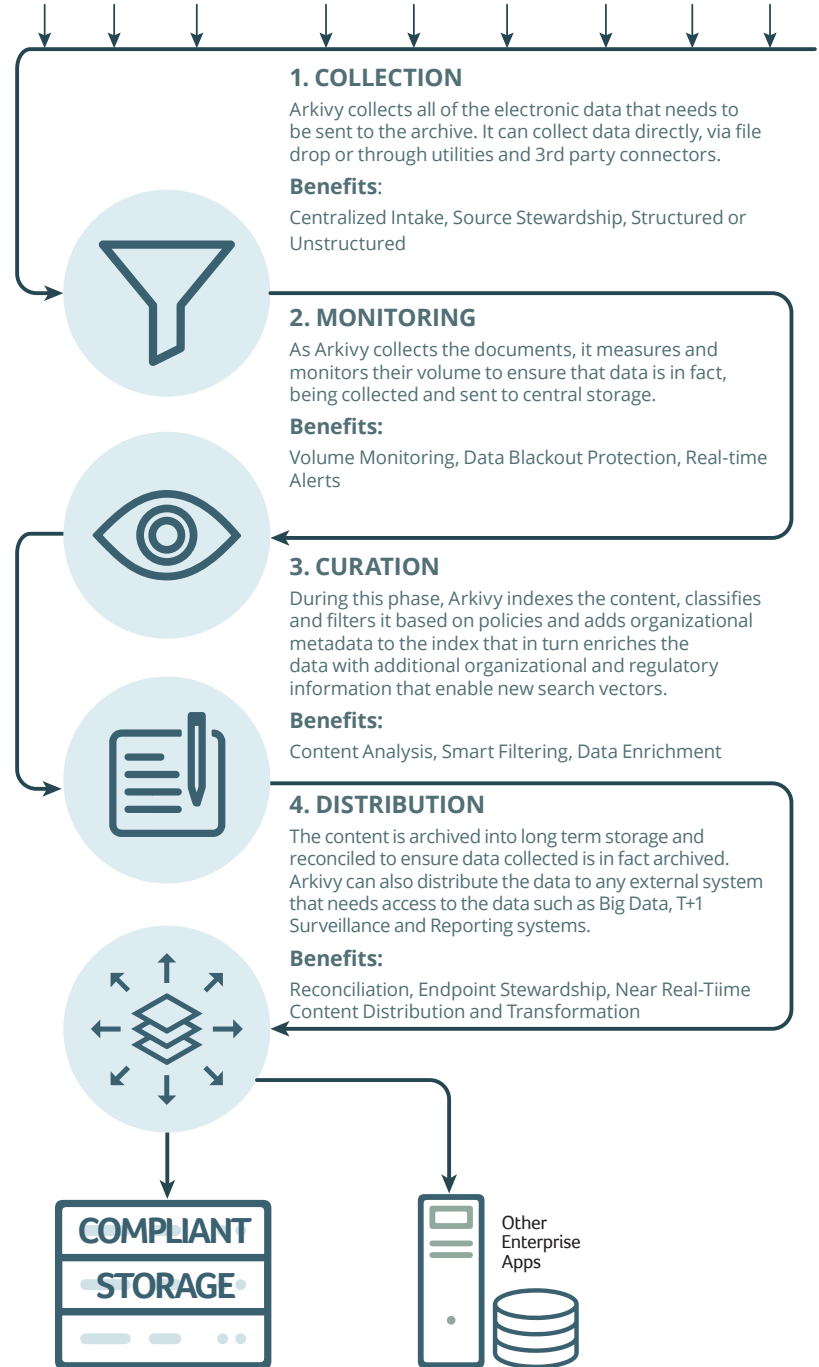 1. COLLECTION
Arkivy collects all of the electronic data that needs to
be sent to the archive. It can collect data directly, via file
drop or through utilities and 3rd party connectors.
Benefits:
Centralized Intake, Source Stewardship, Structured or
Unstructured
2. MONITORING
As Arkivy collects the documents, it measures and
monitors their volume to ensure that data is in fact,
being collected and sent to central storage.
Benefits:
Volume Monitoring, Data Blackout Protection, Real-time
Alerts
3. CURATION
During this phase, Arkivy indexes the content, classifies
and filters it based on policies and adds organizational
metadata to the index that in turn enriches the
data with additional organizational and regulatory
information that enable new search vectors.
Benefits:
Content Analysis, Smart Filtering, Data Enrichment
4. DISTRIBUTION
The content is archived into long term storage and
reconciled to ensure data collected is in fact archived.
Arkivy can also distribute the data to any external system
that needs access to the data such as Big Data, T+1
Surveillance and Reporting systems.
Benefits:
Reconciliation, Endpoint Stewardship, Near Real-Tiime
Content Distribution and Transformation
COMPLIANT
STORAGE
Other
Enterprise
Apps